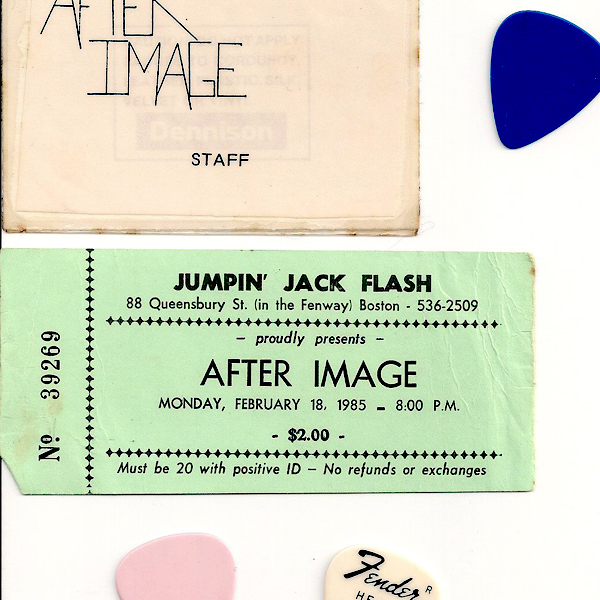 AFTER
IMAGE
Dennison
STAFF
JUMPIN' JACK FLASH
88 Queensbury St. (in the Fenway) Boston - 536-2509
– proudly presents –
AFTER IMAGE
MONDAY, FEBRUARY 18, 1985 – 8:00 P.M.
- $2.00 -
Must be 20 with positive ID – No refunds or exchanges
Nº 39269
Fender®
HE